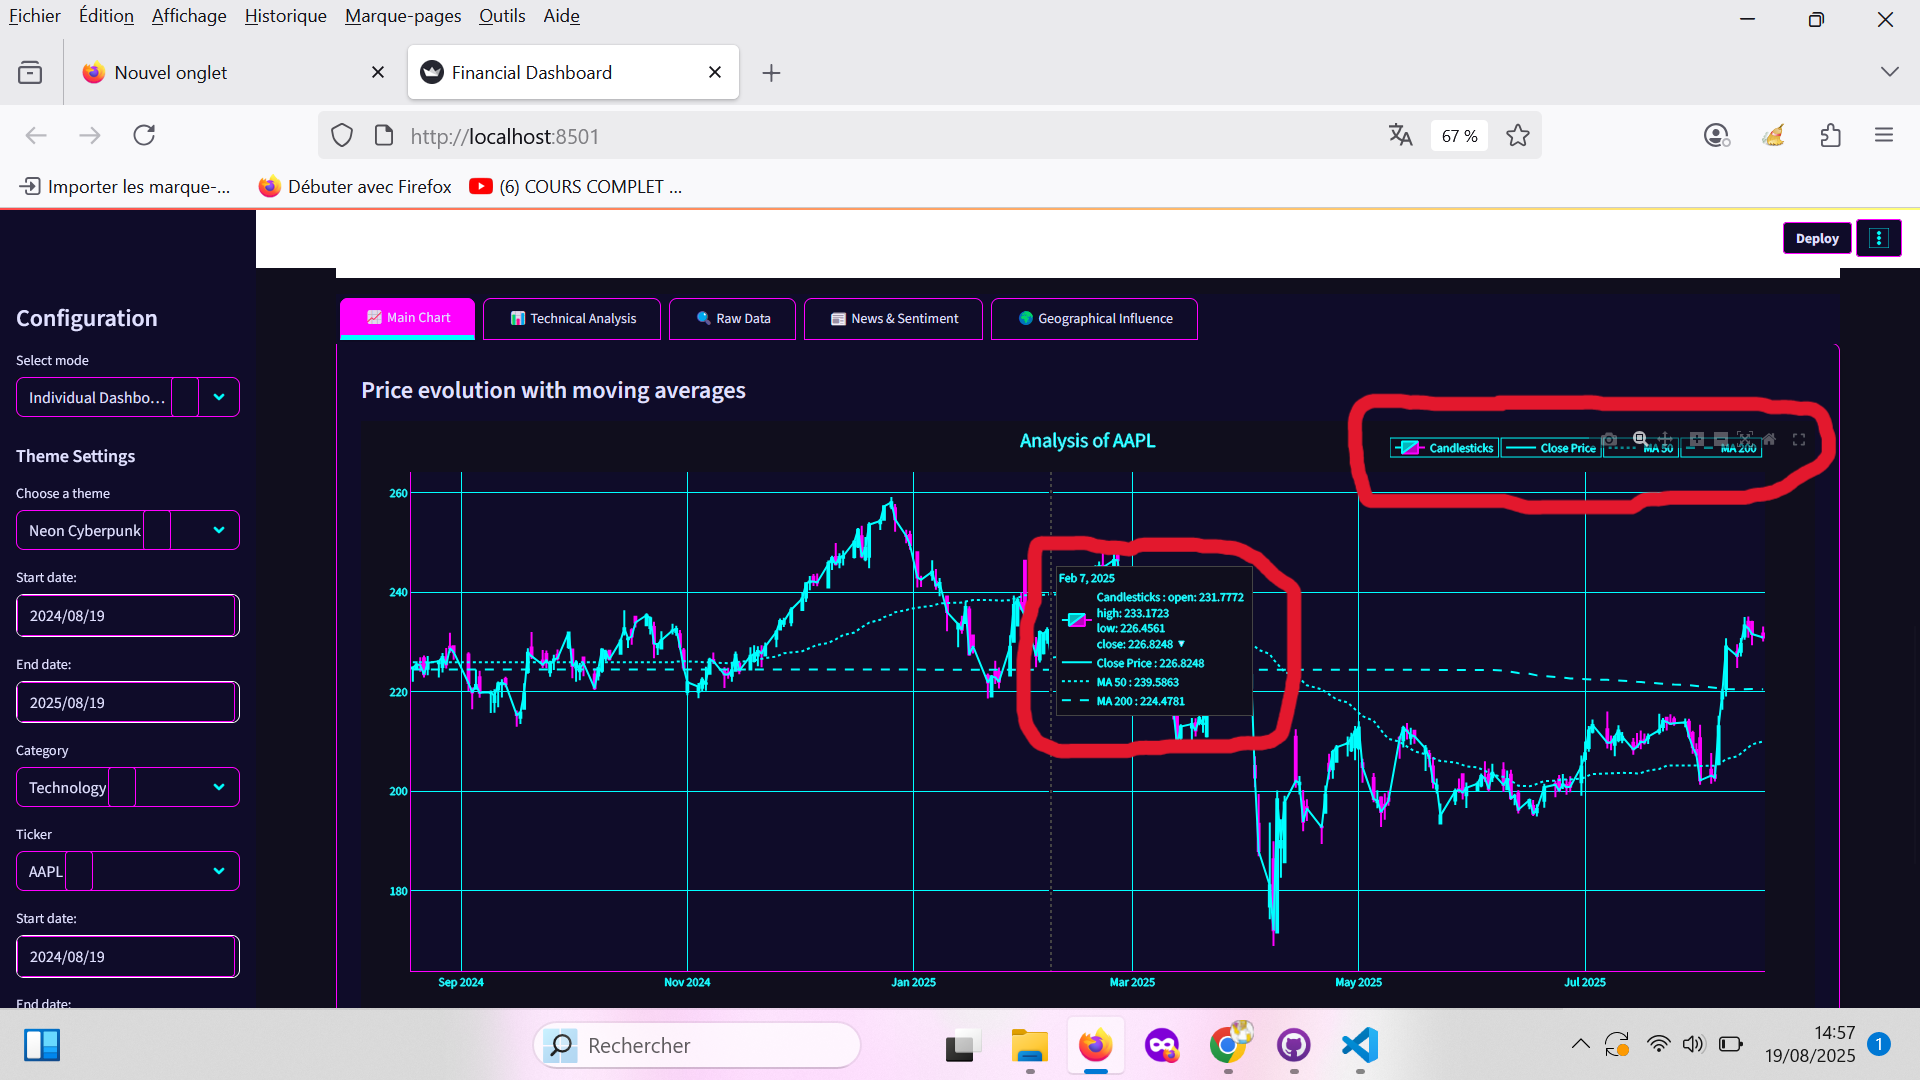 Fichier Édition Affichage Historique Marque-pages Outils Aide
Nouvel onglet
Financial Dashboard
http://localhost:8501
67 %
Importer les marque-...
Débuter avec Firefox
(6) COURS COMPLET ...
Deploy
Configuration
Select mode
Individual Dashbo...
Theme Settings
Choose a theme
Neon Cyberpunk
Start date:
2024/08/19
End date:
2025/08/19
Category
Technology
Ticker
AAPL
Start date:
2024/08/19
End date:
Main Chart
Technical Analysis
Raw Data
News & Sentiment
Geographical Influence
Price evolution with moving averages
Analysis of AAPL
Candlesticks
Close Price
MA 50
MA 200
260
240
220
200
180
Feb 7, 2025
Candlesticks : open: 231.7772
high: 233.1723
low: 226.4561
close: 226.8248 ▼
Close Price : 226.8248
MA 50 : 239.5863
MA 200 : 224.4781
Sep 2024
Nov 2024
Jan 2025
Mar 2025
May 2025
Jul 2025
Rechercher
14:57
19/08/2025
1